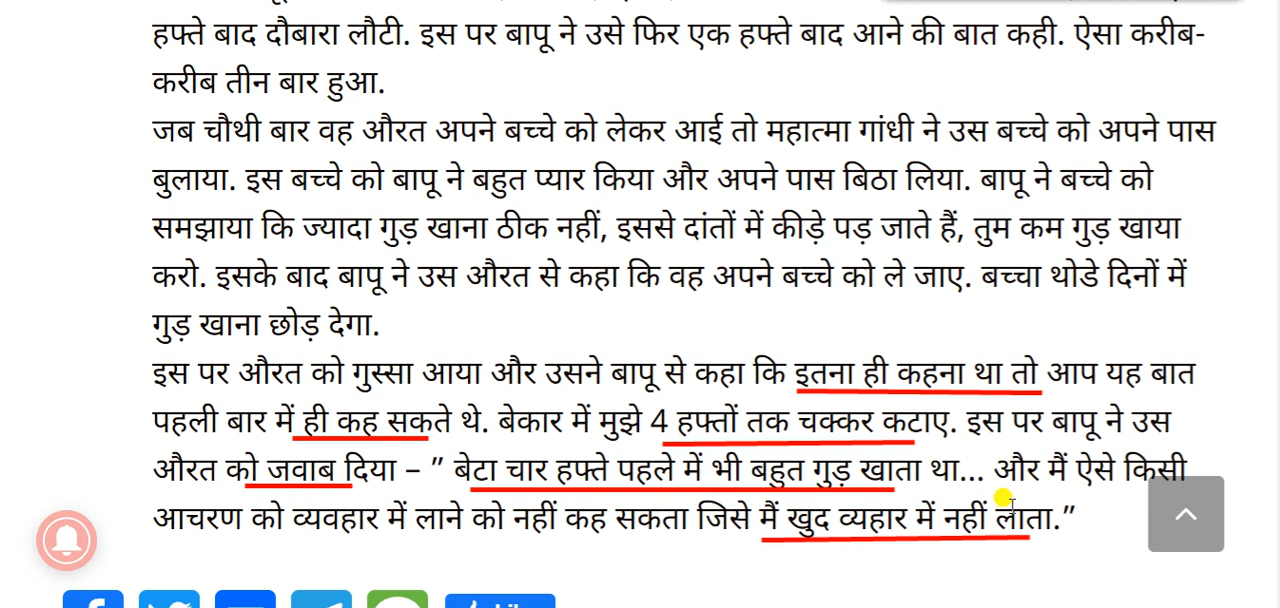 हफ्ते बाद दौबारा लौटी. इस पर बापू ने उसे फिर एक हफ्ते बाद आने की बात कही. ऐसा करीब-
करीब तीन बार हुआ.
जब चौथी बार वह औरत अपने बच्चे को लेकर आई तो महात्मा गांधी ने उस बच्चे को अपने पास
बुलाया. इस बच्चे को बापू ने बहुत प्यार किया और अपने पास बिठा लिया. बापू ने बच्चे को
समझाया कि ज्यादा गुड़ खाना ठीक नहीं, इससे दांतों में कीड़े पड़ जाते हैं, तुम कम गुड़ खाया
करो. इसके बाद बापू ने उस औरत से कहा कि वह अपने बच्चे को ले जाए. बच्चा थोडे दिनों में
गुड़ खाना छोड़ देगा.
इस पर औरत को गुस्सा आया और उसने बापू से कहा कि इतना ही कहना था तो आप यह बात
पहली बार में ही कह सकते थे. बेकार में मुझे 4 हफ्तों तक चक्कर कटाए. इस पर बापू ने उस
औरत को जवाब दिया – ” बेटा चार हफ्ते पहले में भी बहुत गुड़ खाता था... और मैं ऐसे किसी
आचरण को व्यवहार में लाने को नहीं कह सकता जिसे मैं खुद व्यहार में नहीं लाता.”